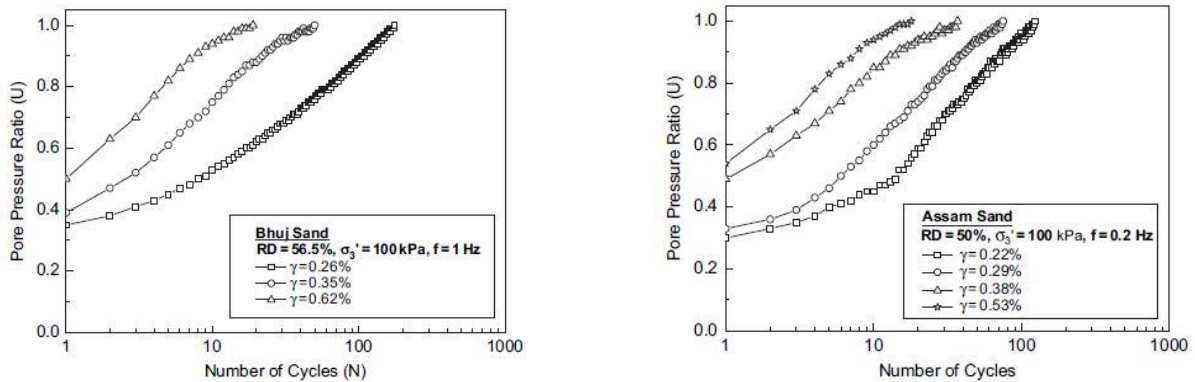 1.0
0.8
0.6
0.4
0.2
0.0
Pore Pressure Ratio (U)
Bhuj Sand
RD = 56.5%, σ3' = 100 kPa, f = 1 Hz
γ = 0.26%
γ = 0.35%
γ = 0.62%
1 10 100 1000
Number of Cycles (N)
1.0
0.8
0.6
0.4
0.2
0.0
Pore Pressure Ratio (U)
Assam Sand
RD = 50%, σ3' = 100 kPa, f = 0.2 Hz
γ = 0.22%
γ = 0.29%
γ = 0.38%
γ = 0.53%
1 10 100 1000
Number of Cycles